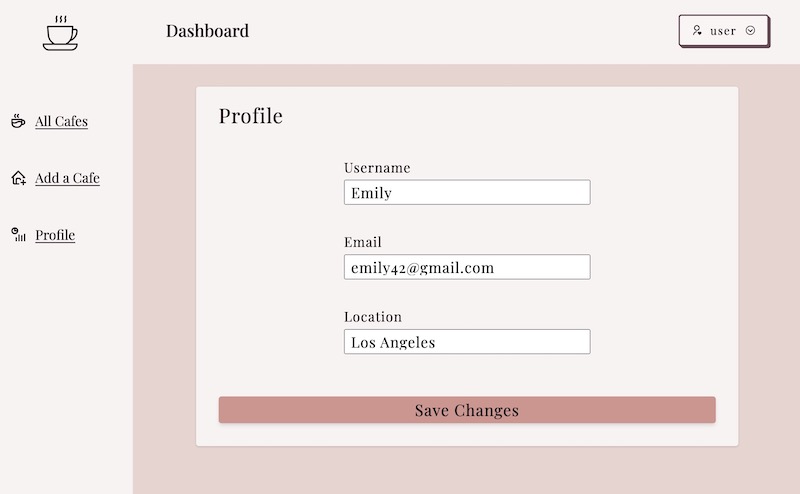 Dashboard
user
All Cafes
Add a Cafe
Profile
Profile
Username
Emily
Email
emily42@gmail.com
Location
Los Angeles
Save Changes